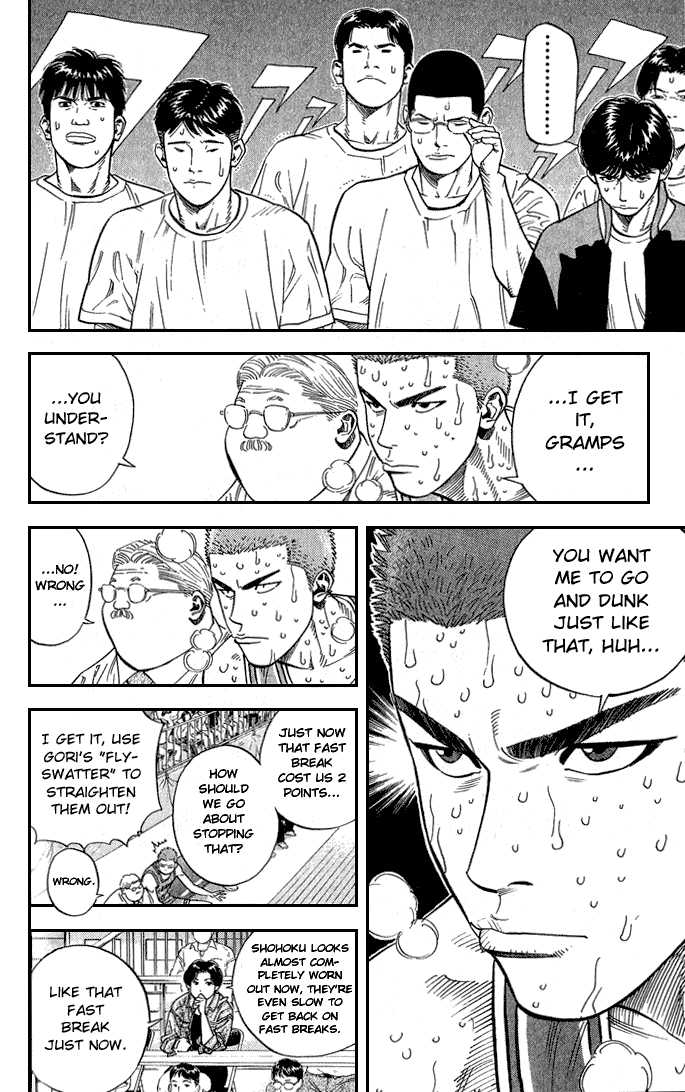 ...I GET
IT,
GRAMPS
...
...YOU
UNDER-
STAND?
YOU WANT
ME TO GO
AND DUNK
JUST LIKE
THAT, HUH...
...NO!
WRONG
...
JUST NOW
THAT FAST
BREAK
COST US 2
POINTS...
HOW
SHOULD
WE GO
ABOUT
STOPPING
THAT?
I GET IT, USE
GORI'S "FLY-
SWATTER" TO
STRAIGHTEN
THEM OUT!
WRONG.
SHOHOKU LOOKS
ALMOST COM-
PLETELY WORN
OUT NOW, THEY'RE
EVEN SLOW TO
GET BACK ON
FAST BREAKS.
LIKE THAT
FAST
BREAK
JUST NOW.